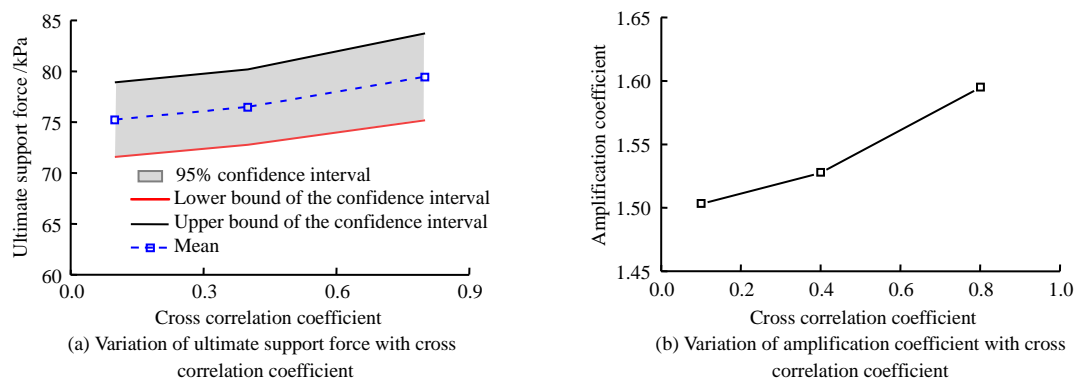 85
80
75
70
65
60
0.0
0.3
0.6
0.9
Ultimate support force/kPa
95% confidence interval
Lower bound of the confidence interval
Upper bound of the confidence interval
Mean
Cross correlation coefficient
(a) Variation of ultimate support force with cross
correlation coefficient
1.65
1.60
1.55
1.50
1.45
0.0
0.2
0.4
0.6
0.8
1.0
Amplification coefficient
Cross correlation coefficient
(b) Variation of amplification coefficient with cross
correlation coefficient